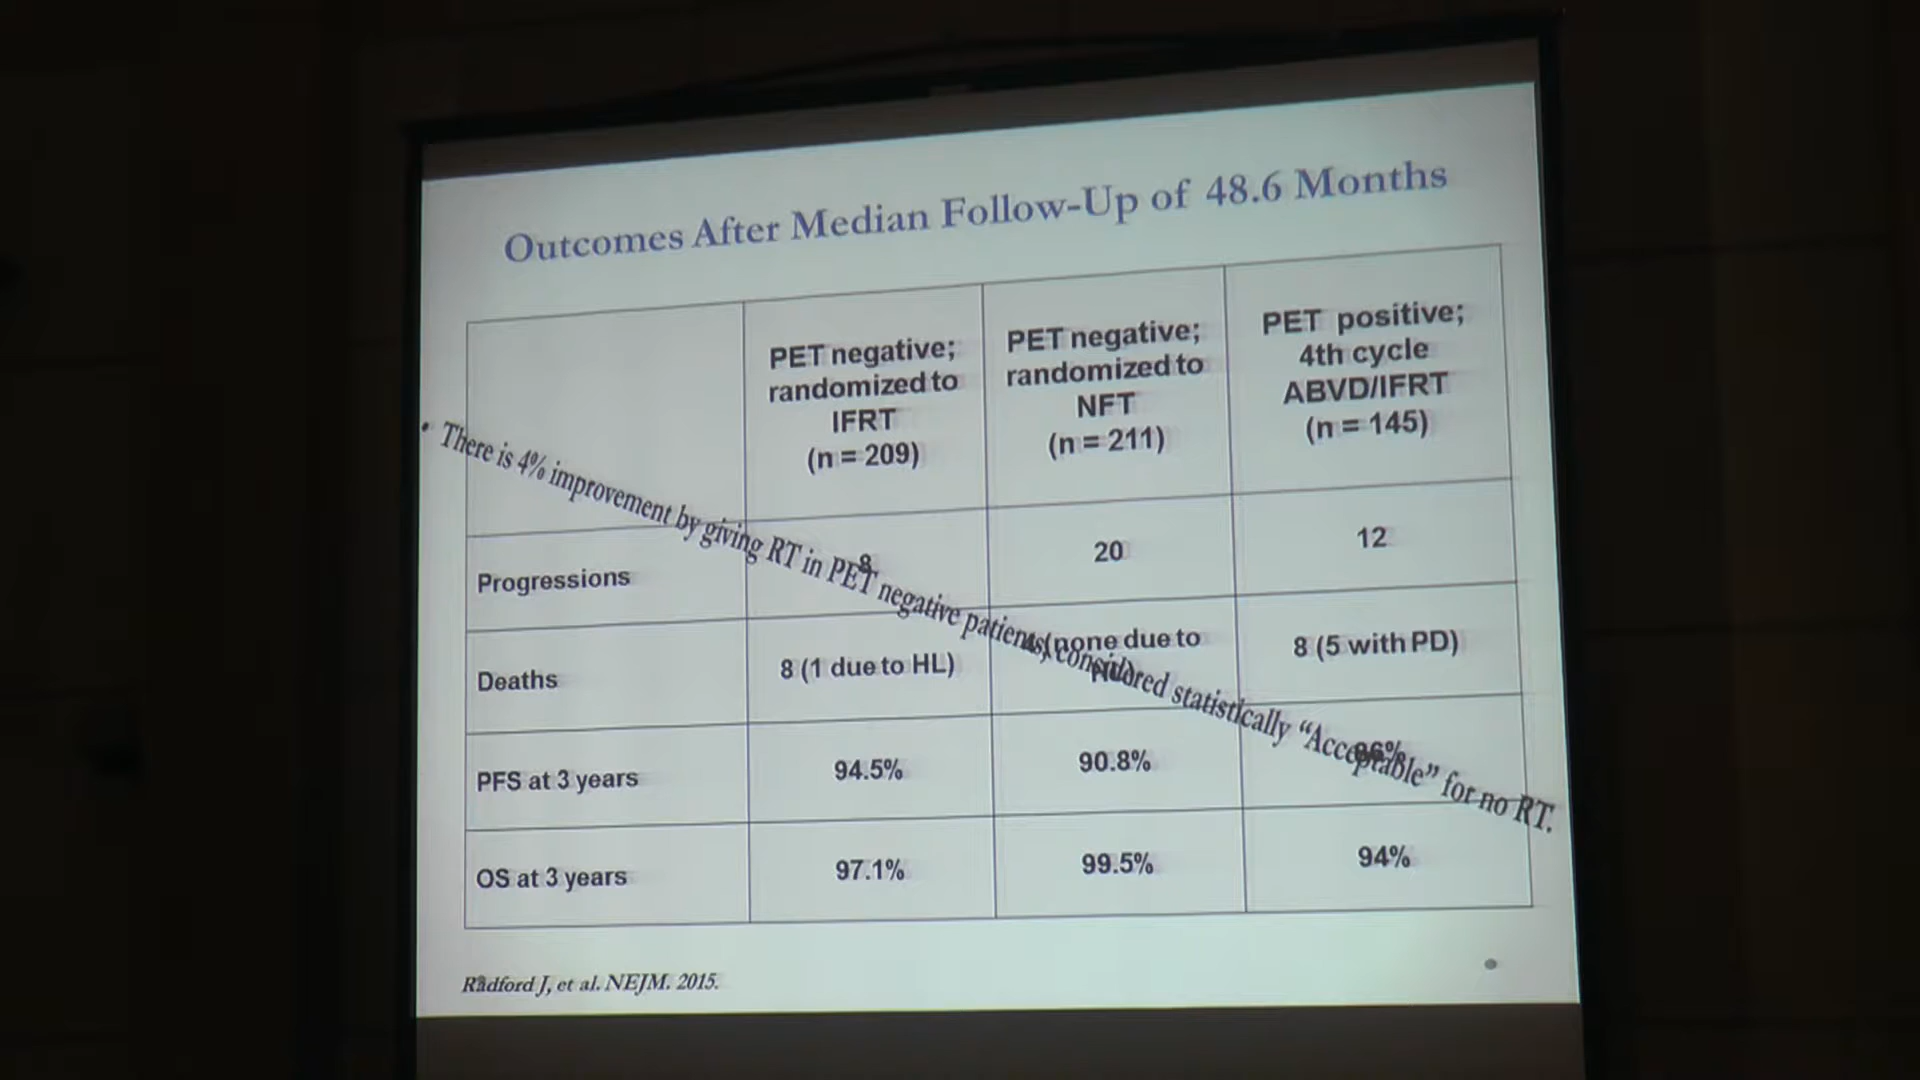 Outcomes After Median Follow-Up of 48.6 Months
PET negative;
randomized to
IFRT
(n = 209)
PET negative;
randomized to
NFT
(n = 211)
PET positive;
4th cycle
ABVD/IFRT
(n = 145)
• There is 4% improvement by giving RT in PET negative patients, considered statistically “Acceptable” for no RT.
Progressions
8
20
12
Deaths
8 (1 due to HL)
(none due to
8 (5 with PD)
PFS at 3 years
94.5%
90.8%
OS at 3 years
97.1%
99.5%
94%
Radford J, et al. NEJM. 2015.